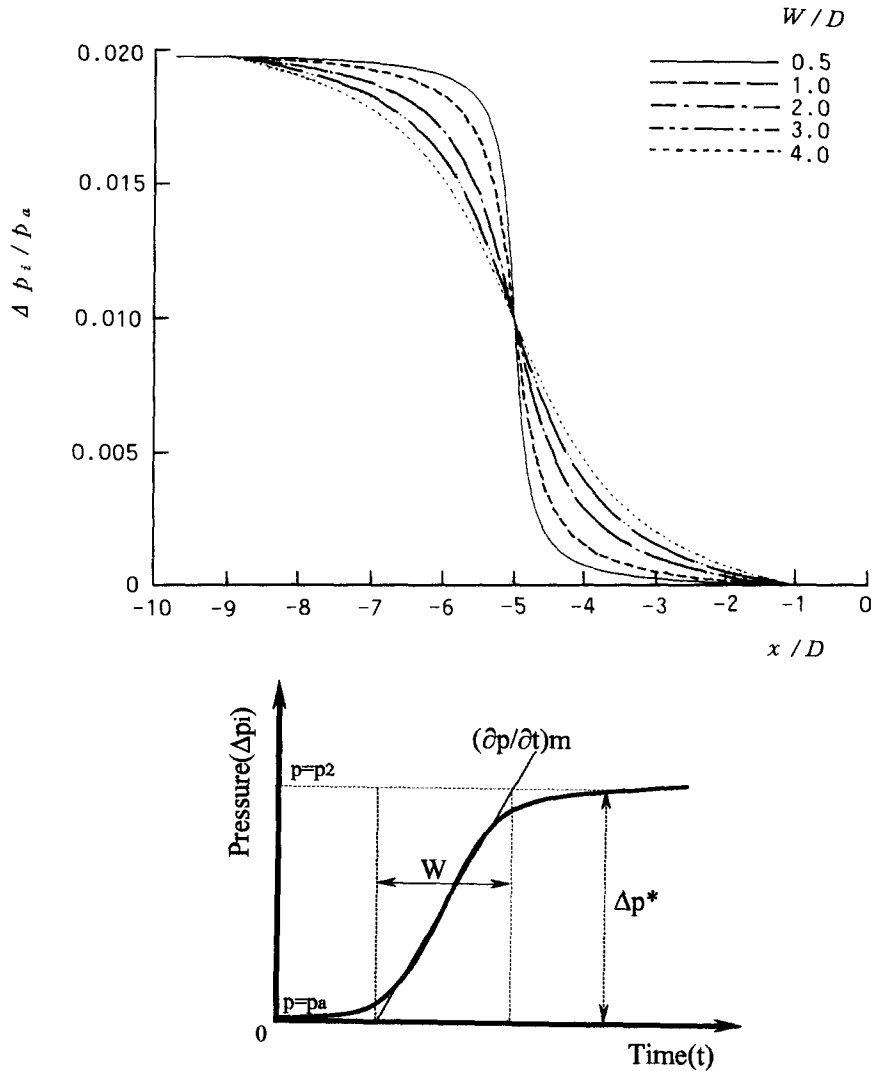 W/D
0.5
1.0
2.0
3.0
4.0
0.020
0.015
0.010
0.005
0
Δp_i/p_a
-10 -9 -8 -7 -6 -5 -4 -3 -2 -1 0
x/D
Pressure(Δpi)
p=p2
(∂p/∂t)m
W
Δp*
p=pa
0
Time(t)